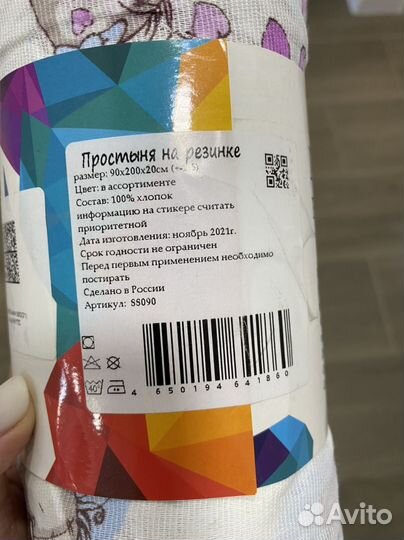 Простыня на резинке
размер: 90х200х20см
Цвет: в ассортименте
Состав: 100% хлопок
информацию на стикере считать
приоритетной
Дата изготовления: ноябрь 2021г.
Срок годности не ограничен
Перед первым применением необходимо
постирать
Сделано в России
Артикул: SS090
40°
4 650194 641860
Avito